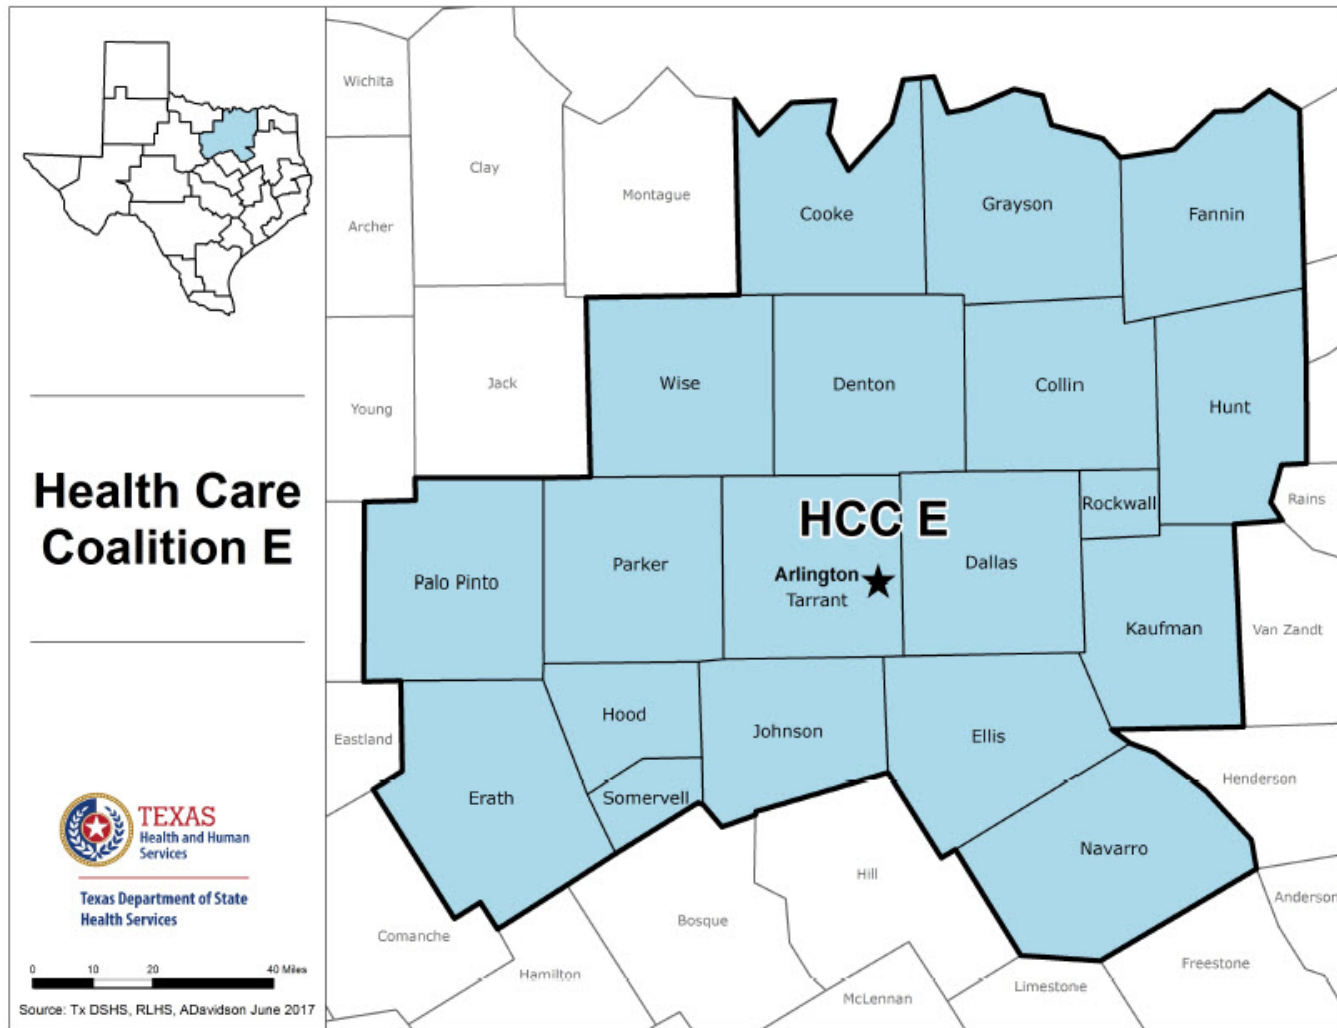 Health Care
Coalition E
TEXAS
Health and Human
Services
Texas Department of State
Health Services
0 10 20 40 Miles
Source: Tx DSHS, RLHS, ADavidson June 2017
Wichita
Clay
Montague
Archer
Cooke
Grayson
Fannin
Jack
Young
Wise
Denton
Collin
Hunt
HCC E
Rockwall
Rains
Palo Pinto
Parker
Arlington
Tarrant
Dallas
Kaufman
Van Zandt
Eastland
Hood
Johnson
Ellis
Henderson
Erath
Somervell
Navarro
Hill
Anderson
Bosque
Comanche
Hamilton
McLennan
Limestone
Freestone